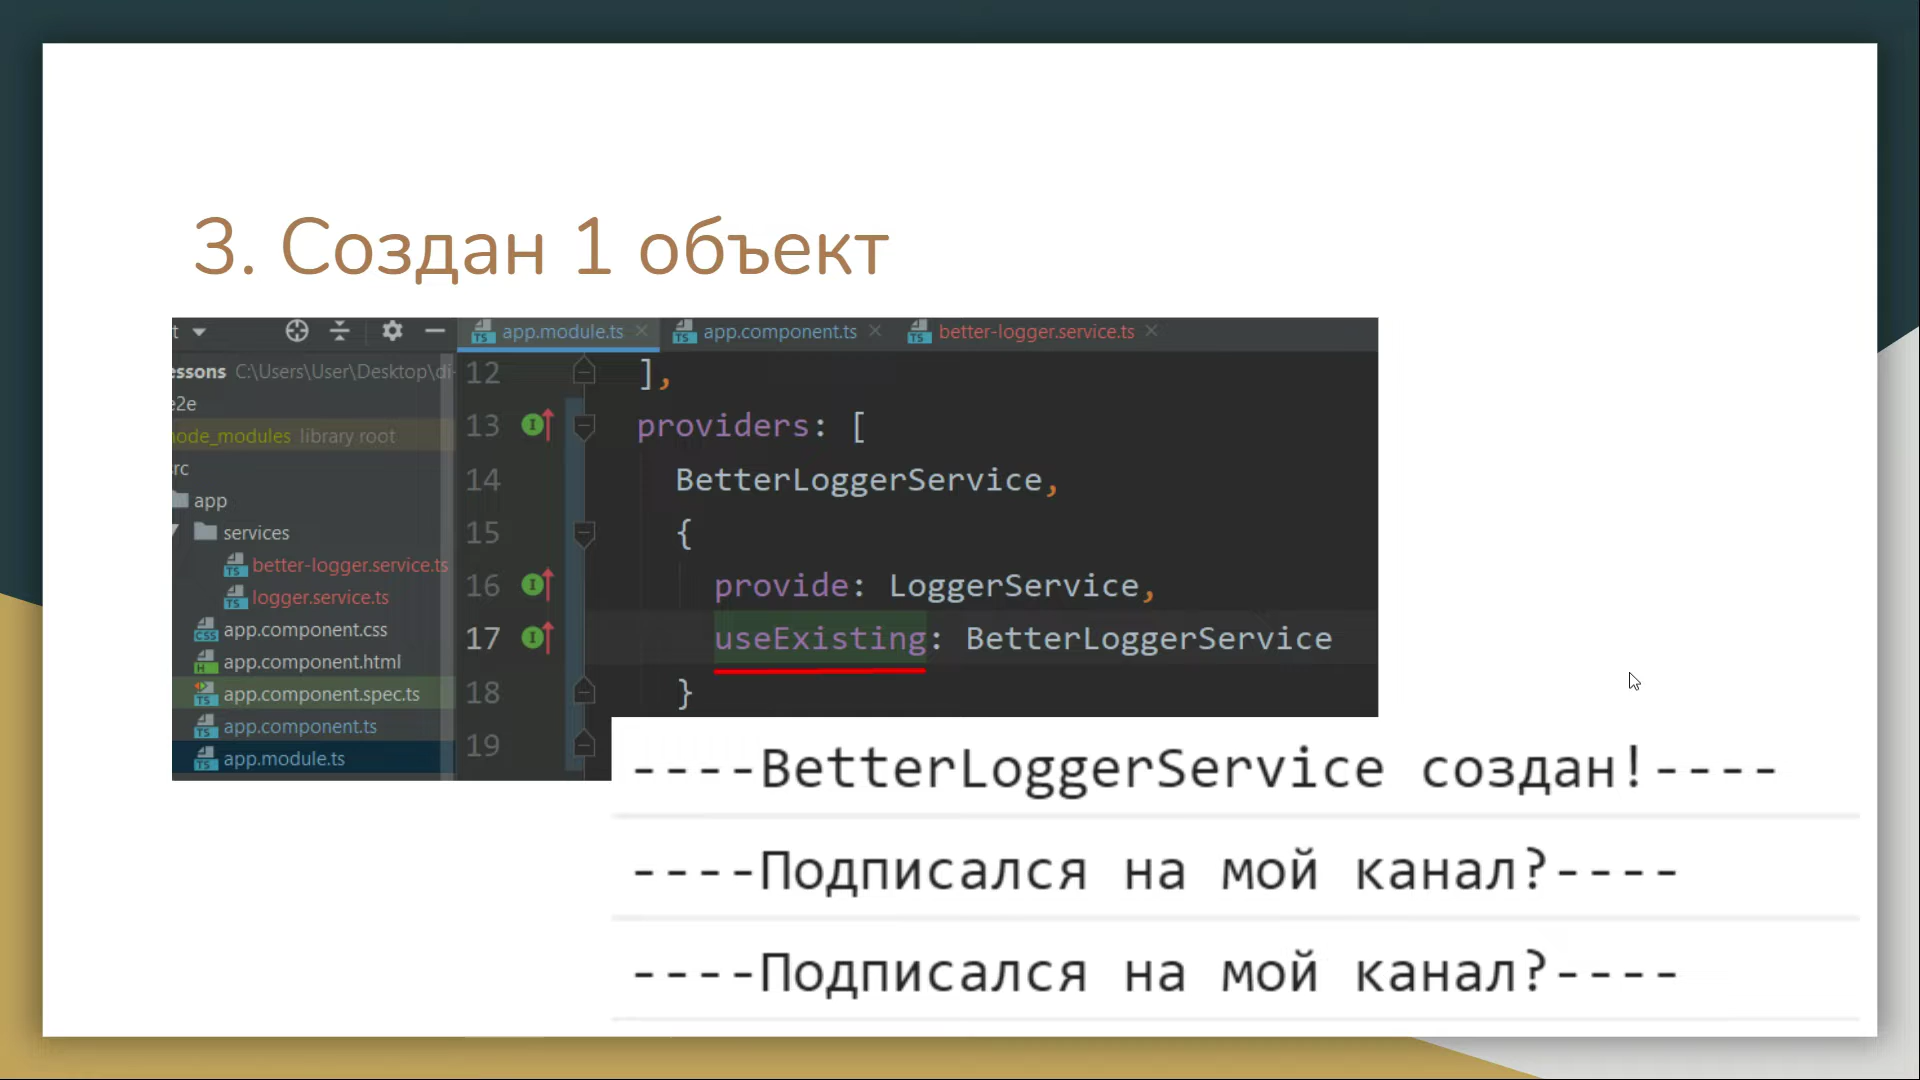 3. Создан 1 объект
t
app.module.ts
app.component.ts
better-logger.service.ts
essons C:\Users\User\Desktop\di-
e2e
node_modules library root
src
app
services
better-logger.service.ts
logger.service.ts
app.component.css
app.component.html
app.component.spec.ts
app.component.ts
app.module.ts
12 ],
13 providers: [
14 BetterLoggerService,
15 {
16 provide: LoggerService,
17 useExisting: BetterLoggerService
18 }
19
----BetterLoggerService создан!----
----Подписался на мой канал?----
----Подписался на мой канал?----